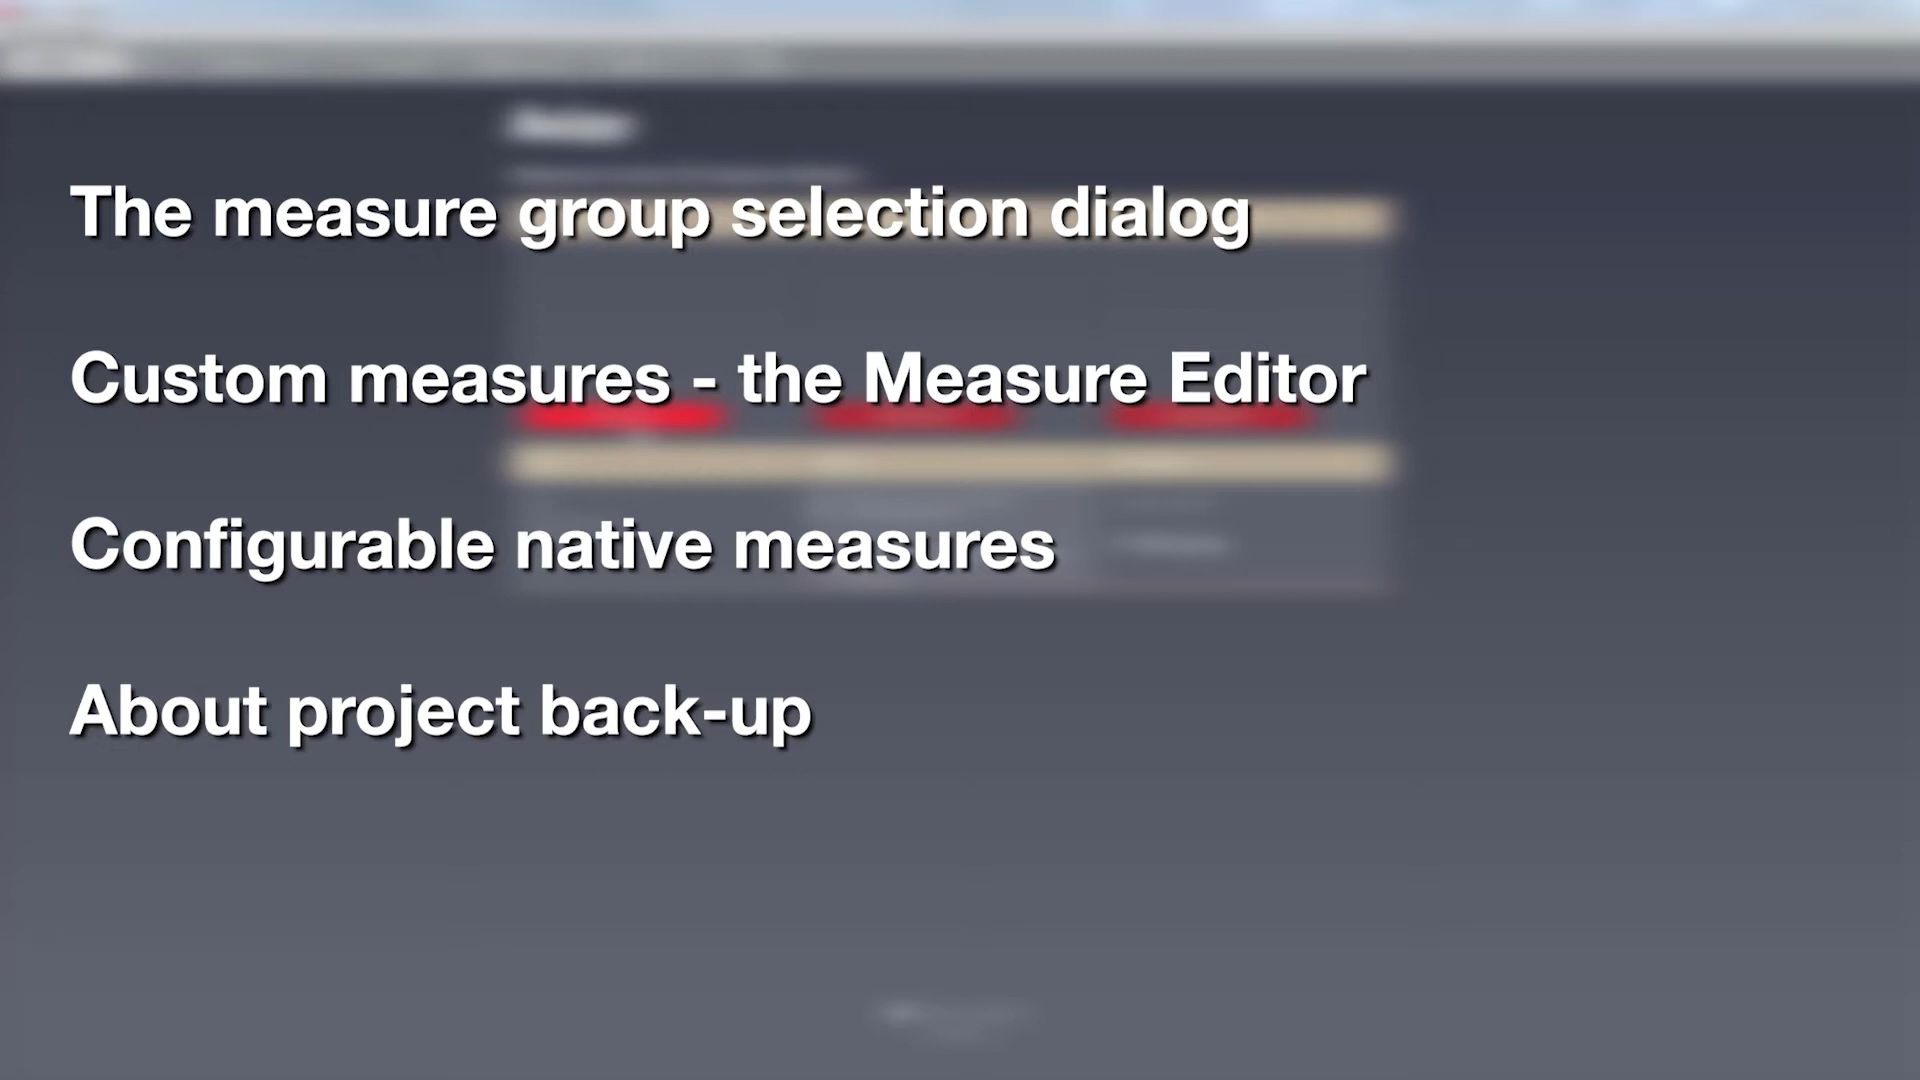 The measure group selection dialog
Custom measures - the Measure Editor
Configurable native measures
About project back-up